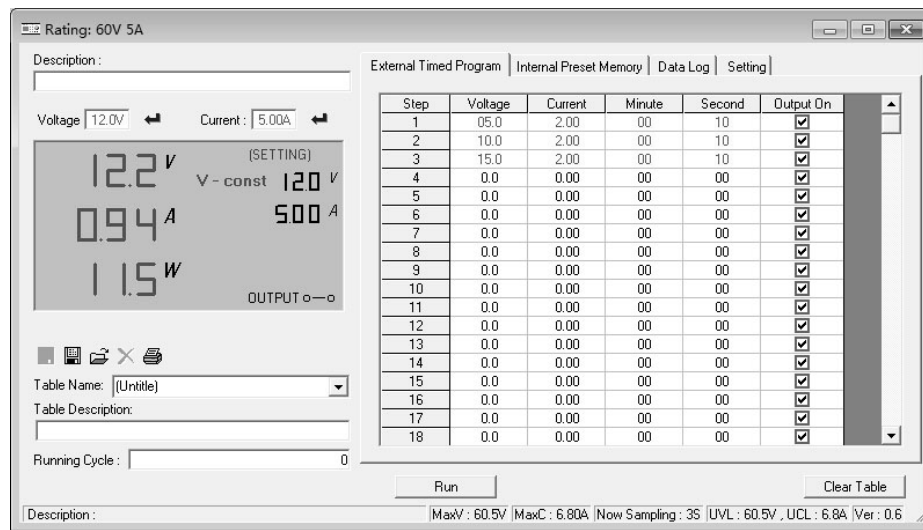 Rating: 60V 5A
Description :
Voltage 12.0V Current : 5.00A
12.2 V (SETTING)
V - const 12.0 V
0.94 A 5.00 A
11.5 W
OUTPUT
Table Name: (Untitle)
Table Description:
Running Cycle : 0
External Timed Program Internal Preset Memory Data Log Setting
Step Voltage Current Minute Second Output On
1 05.0 2.00 00 10
2 10.0 2.00 00 10
3 15.0 2.00 00 10
4 0.0 0.00 00 00
5 0.0 0.00 00 00
6 0.0 0.00 00 00
7 0.0 0.00 00 00
8 0.0 0.00 00 00
9 0.0 0.00 00 00
10 0.0 0.00 00 00
11 0.0 0.00 00 00
12 0.0 0.00 00 00
13 0.0 0.00 00 00
14 0.0 0.00 00 00
15 0.0 0.00 00 00
16 0.0 0.00 00 00
17 0.0 0.00 00 00
18 0.0 0.00 00 00
Run Clear Table
Description : MaxV : 60.5V MaxC : 6.80A Now Sampling : 3S UVL : 60.5V , UCL : 6.8A Ver : 0.6